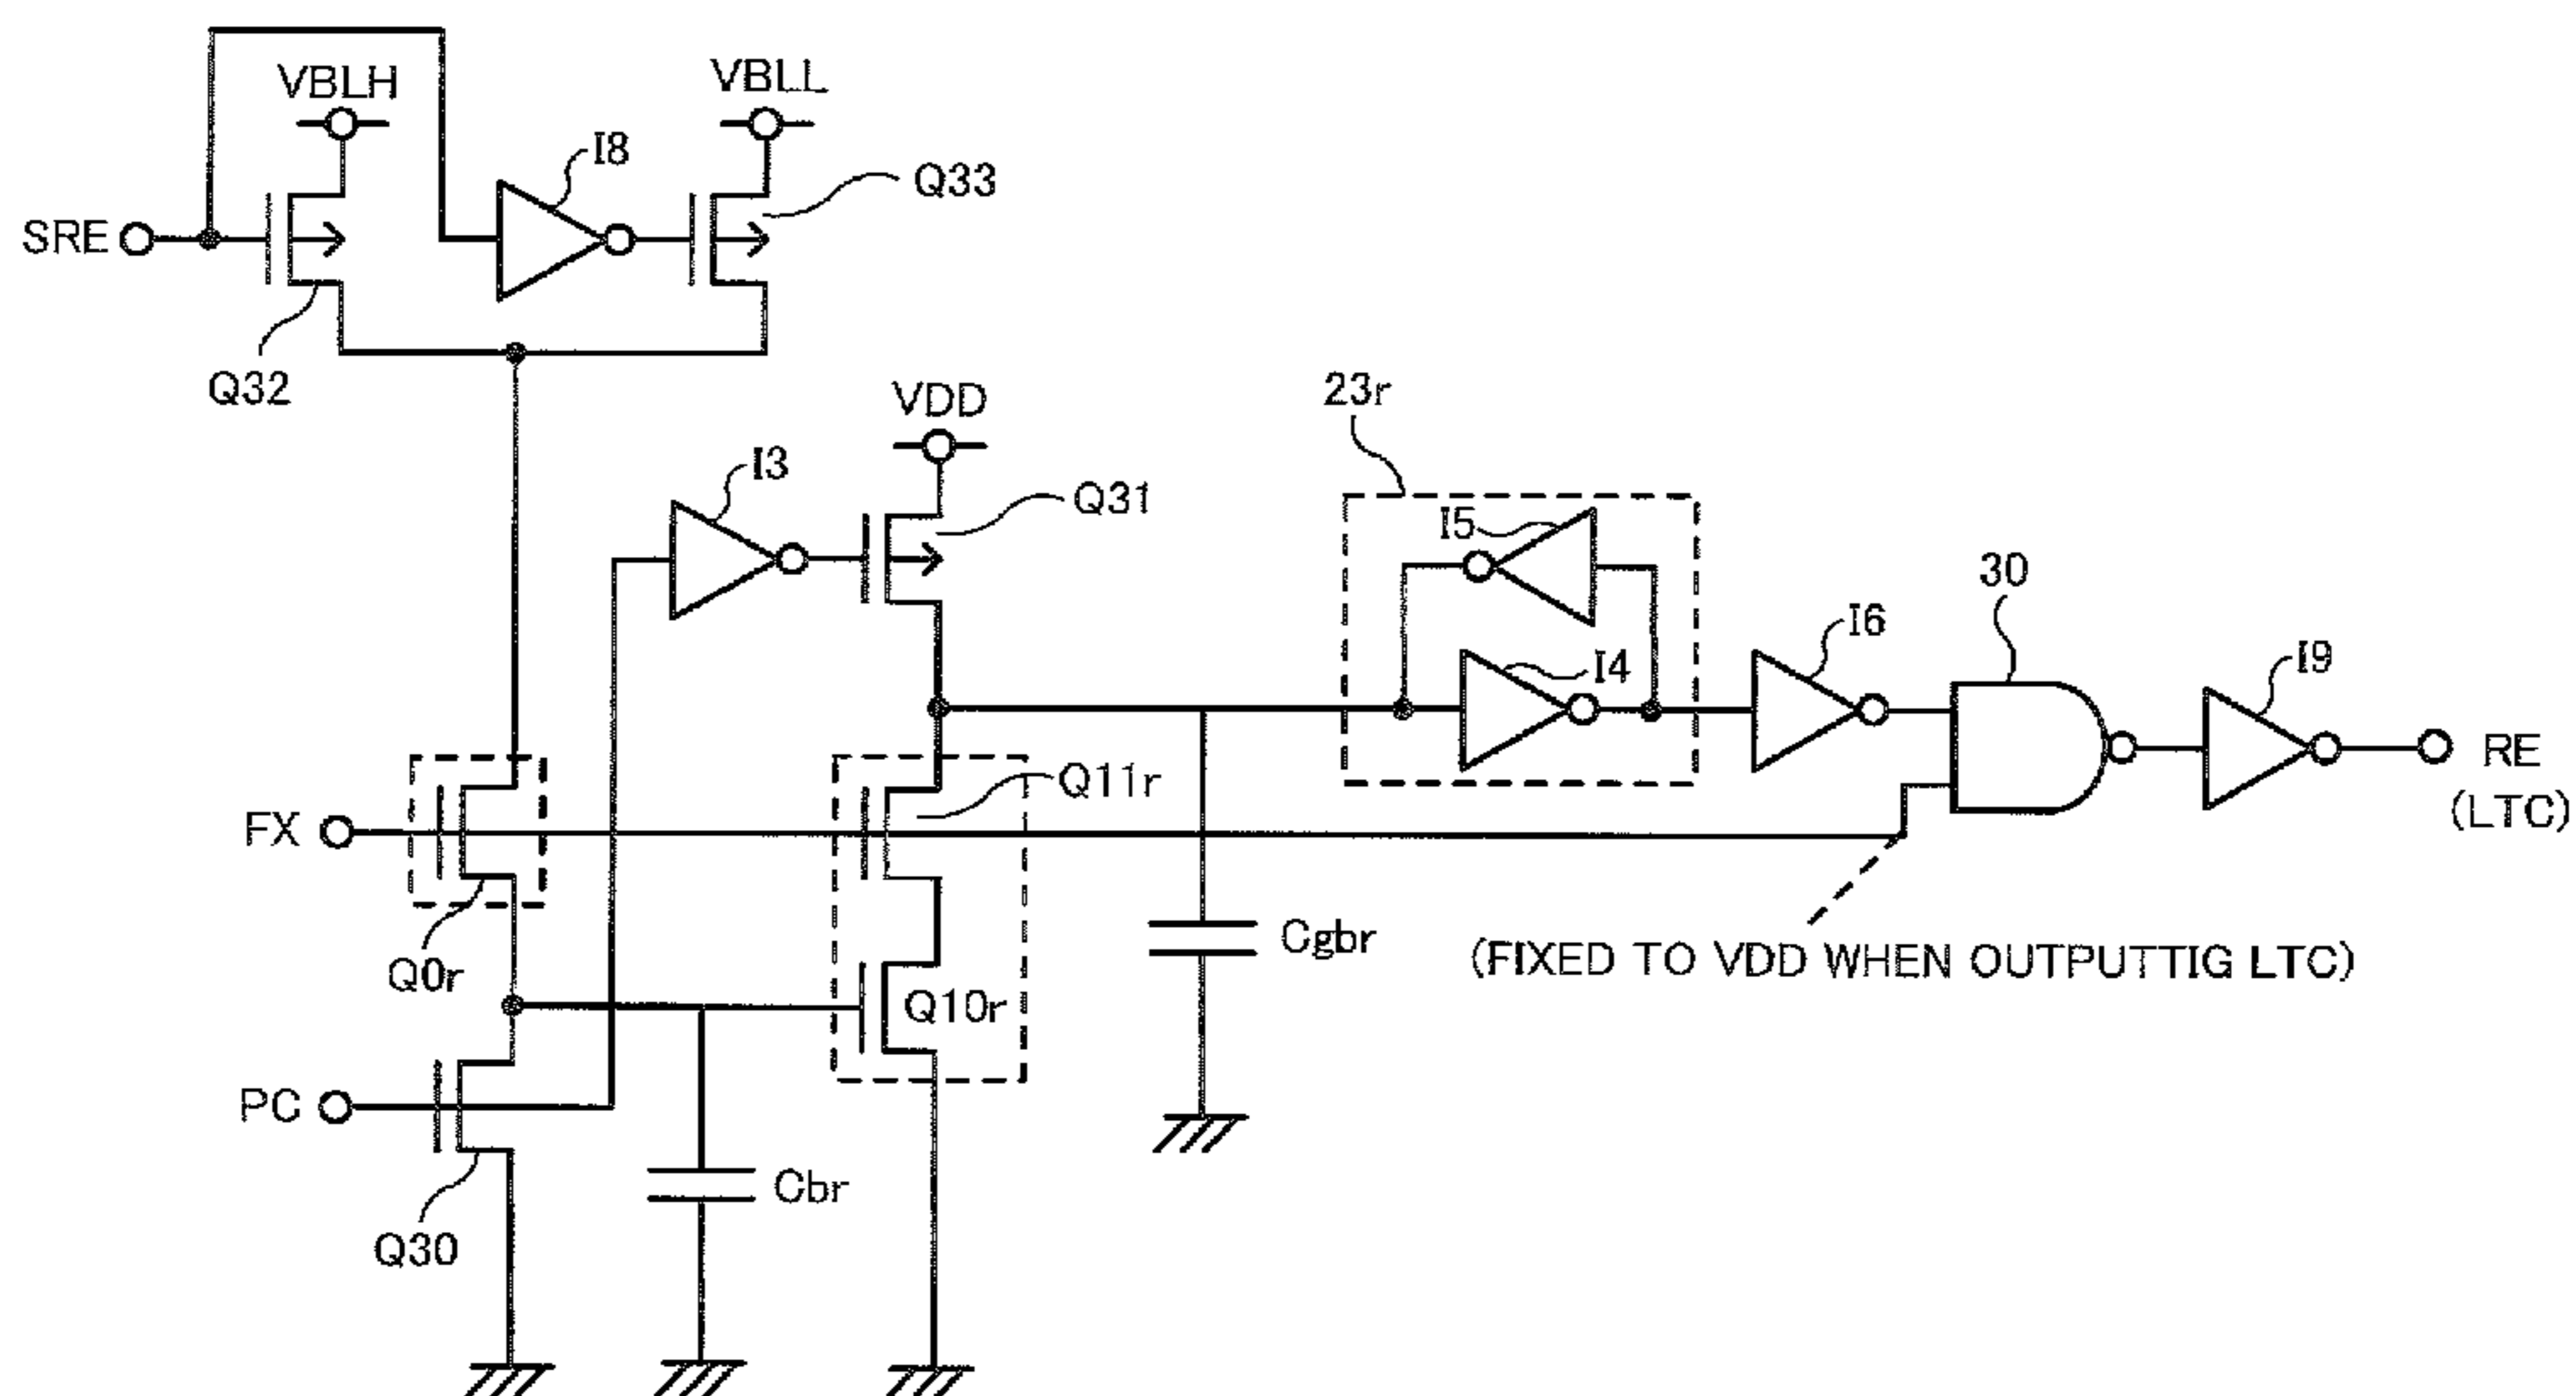 VBLH
VBLL
I8
Q33
SRE
Q32
VDD
23r
I3
Q31
I5
30
I6
I4
I9
Q11r
RE
(LTC)
FX
Q0r
Q10r
Cgbr
(FIXED TO VDD WHEN OUTPUTTIG LTC)
PC
Cbr
Q30